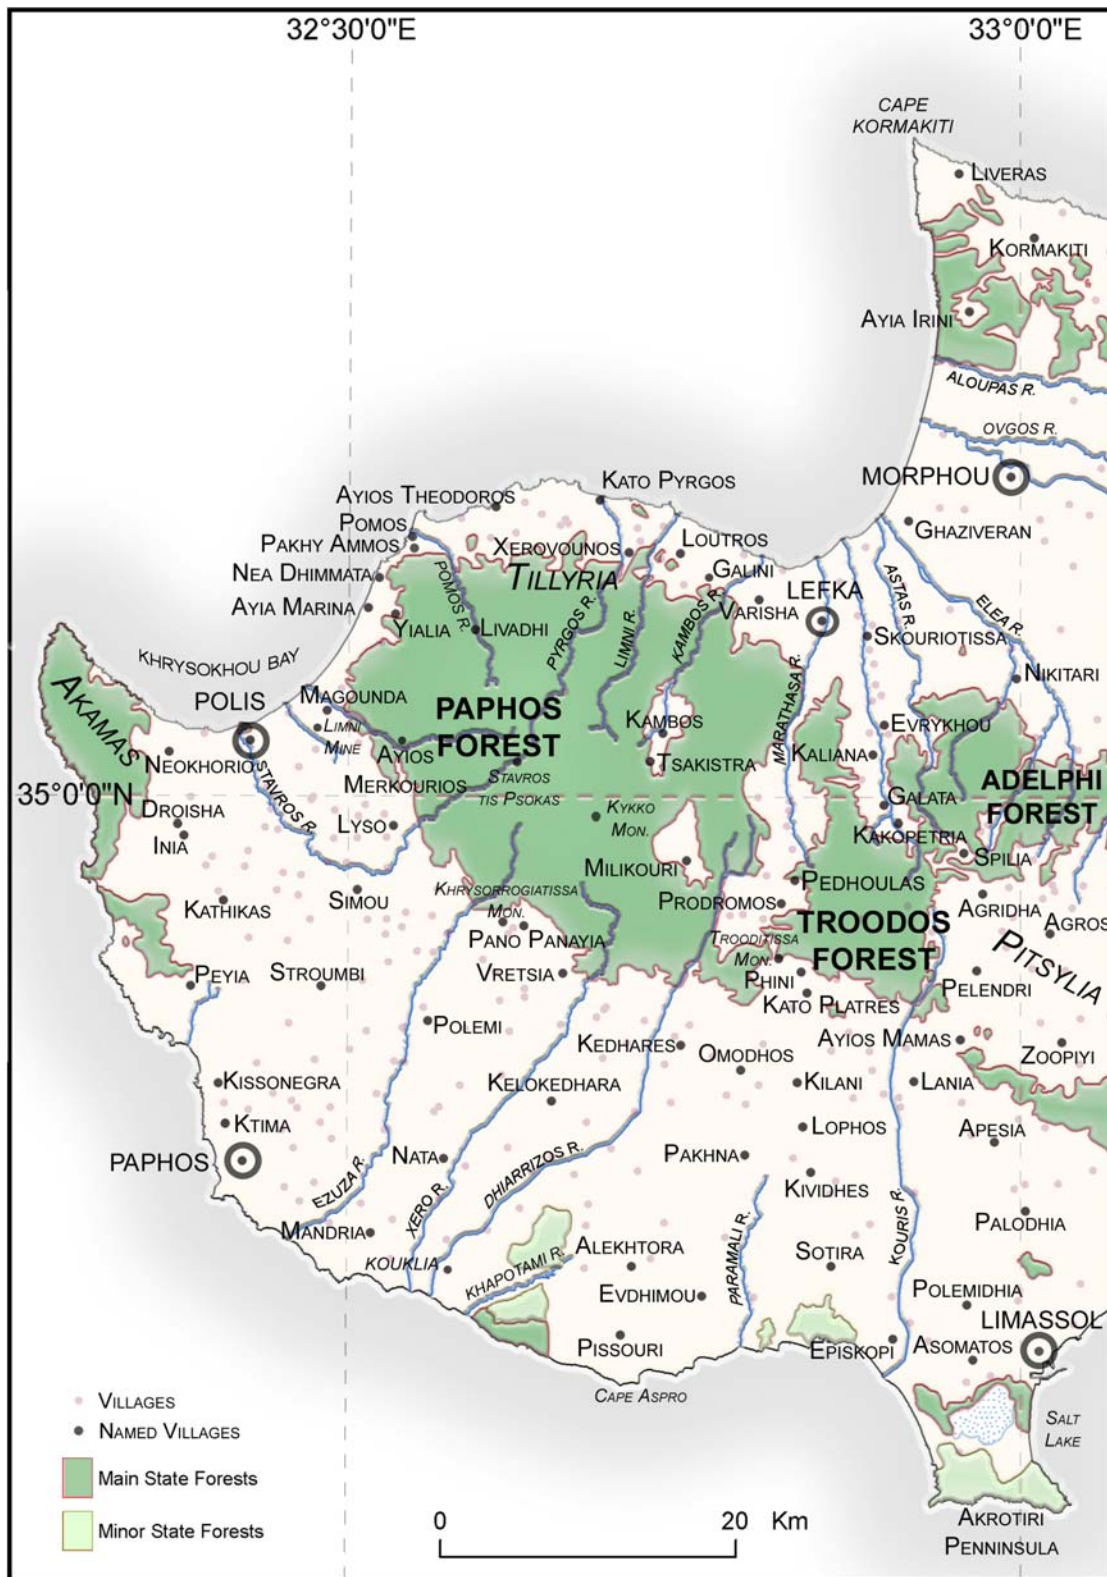 32°30'0"E
33°0'0"E
CAPE
KORMAKITI
LIVERAS
KORMAKITI
AYIA IRINI
ALOUPAS R.
OVGOS R.
MORPHOU
GHAZIVERAN
AYIOS THEODOROS
KATO PYRGOS
POMOS
PAKHY AMMOS
XEROVOUNOS
LOUTROS
NEA DHIMMATA
TILLYRIA
GALINI
AYIA MARINA
POMOS R.
VARISHA
LEFKA
ASTAS R.
ELEA R.
YIALIA
LIVADHI
PYRGOS R.
LIMNI R.
KAMBOS R.
SKOURIOTISSA
KHRYSOKHOU BAY
NIKITARI
AKAMAS
POLIS
MAGOUNDA
PAPHOS
FOREST
KAMBOS
MARATHASA R.
EVRYKHOU
LIMNI
MINE
NEOKHORIO
STAVROS R.
AYIOS
MERKOURIOS
STAVROS
TIS PSOKAS
TSAKISTRA
KALIANA
ADELPHI
FOREST
35°0'0"N
DROISHA
INIA
LYSO
KYKKO
MON.
GALATA
KAKOPETRIA
SPILIA
MILIKOURI
PEDHOULAS
KATHIKAS
SIMOU
KHRYSORROGIATISSA
MON.
PRODROMOS
AGRIDHA
AGROS
TROODOS
FOREST
PANO PANAYIA
TROODITISSA
MON.
PITSYLIA
PEYIA
STROUMBI
VRETSIA
PHINI
KATO PLATRES
PELENDRI
POLEMI
KEDHARES
OMODHOS
AYIOS MAMAS
ZOOPIYI
KISSONEGRA
KELOKEDHARA
KILANI
LANIA
KTIMA
LOPHOS
APESIA
PAPHOS
NATA
PAKHNA
EZUZA R.
XERO R.
DHIARRIZOS R.
KIVIDHES
KOURIS R.
PALODHIA
MANDRIA
KOUKLIA
KHAPOTAMI R.
ALEKHTORA
PARAMALI R.
SOTIRA
EVDHIMOU
POLEMIDHIA
LIMASSOL
PISSOURI
EPISKOPI
ASOMATOS
CAPE ASPRO
SALT
LAKE
VILLAGES
NAMED VILLAGES
Main State Forests
Minor State Forests
0
20
Km
AKROTIRI
PENNINSULA